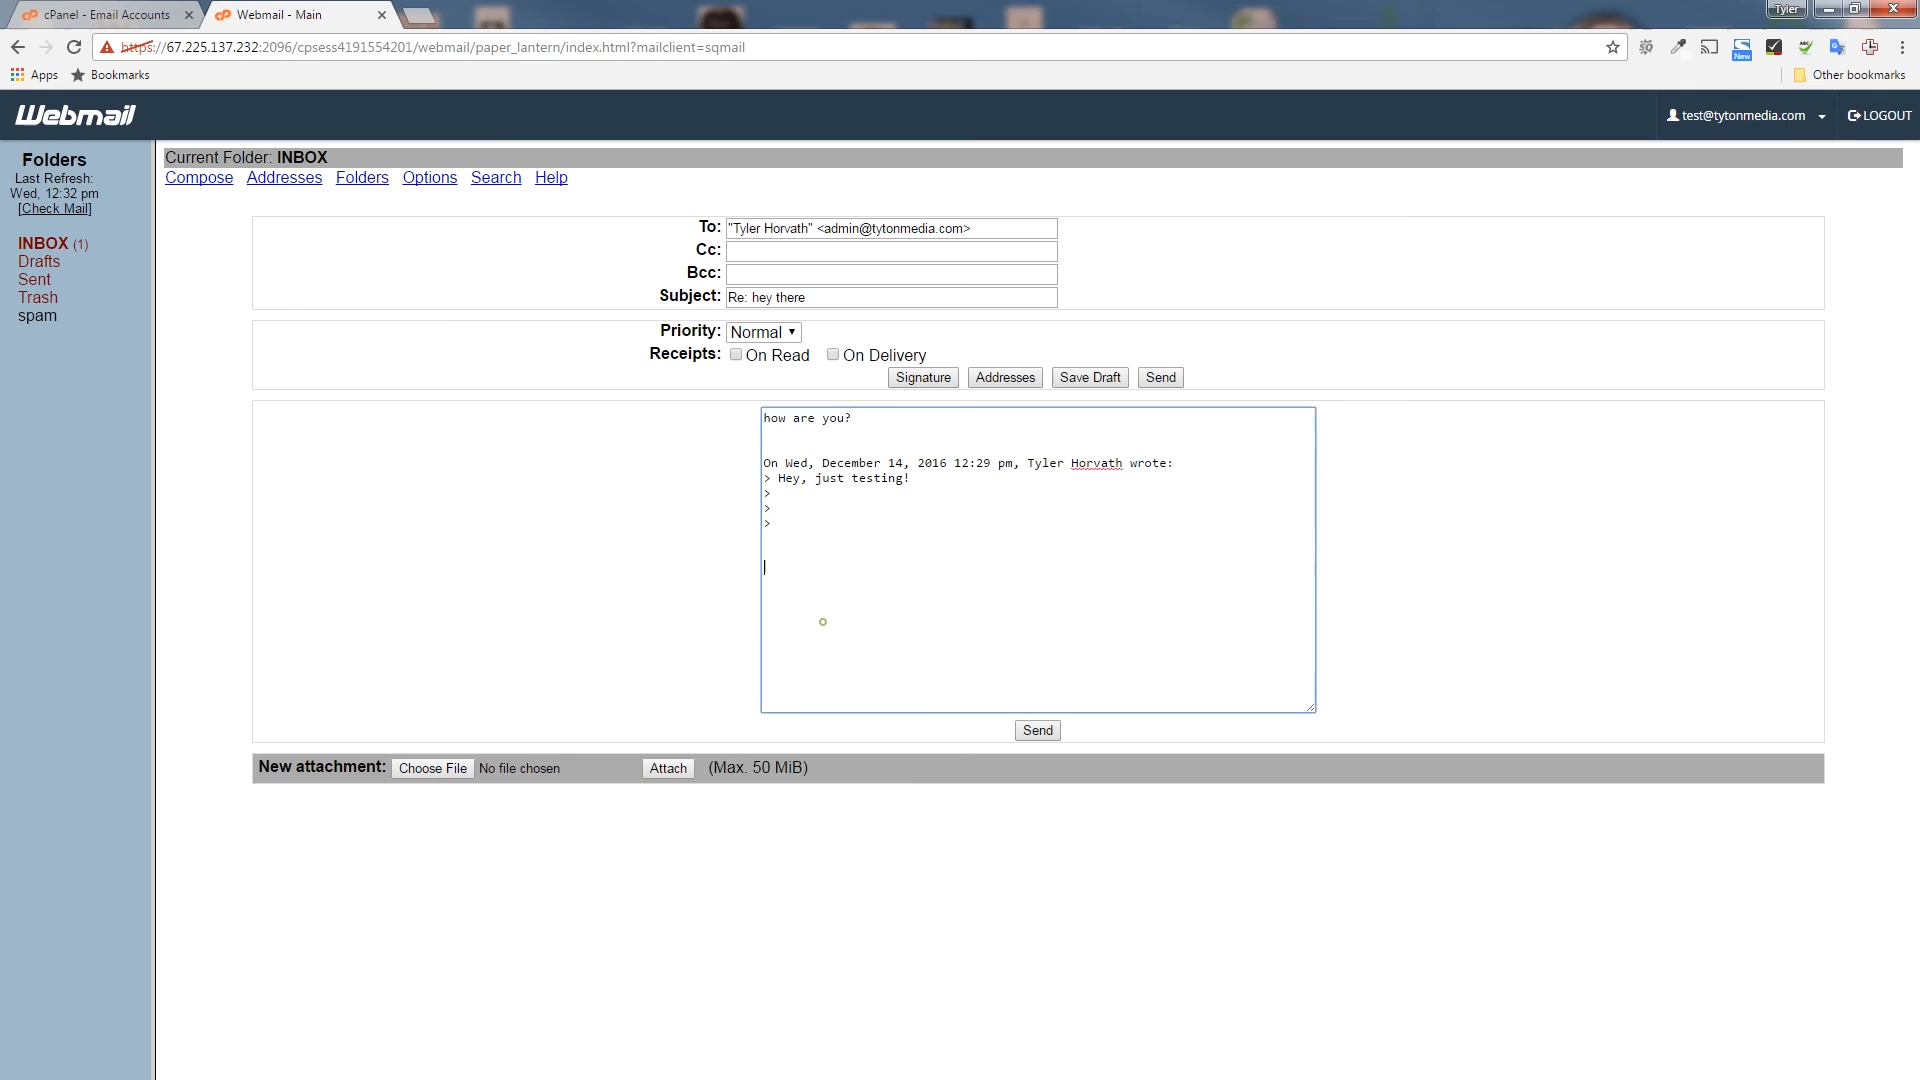 cPanel - Email Accounts
Webmail - Main
Tyler
https://67.225.137.232:2096/cpsess4191554201/webmail/paper_lantern/index.html?mailclient=sqmail
New
Apps Bookmarks
Other bookmarks
Webmail
test@tytonmedia.com
LOGOUT
Folders
Last Refresh:
Wed, 12:32 pm
[Check Mail]
INBOX (1)
Drafts
Sent
Trash
spam
Current Folder: INBOX
Compose Addresses Folders Options Search Help
To: "Tyler Horvath" <admin@tytonmedia.com>
Cc:
Bcc:
Subject: Re: hey there
Priority: Normal
Receipts: On Read On Delivery
Signature Addresses Save Draft Send
how are you?
On Wed, December 14, 2016 12:29 pm, Tyler Horvath wrote:
> Hey, just testing!
>
>
>
Send
New attachment: Choose File No file chosen Attach (Max. 50 MiB)